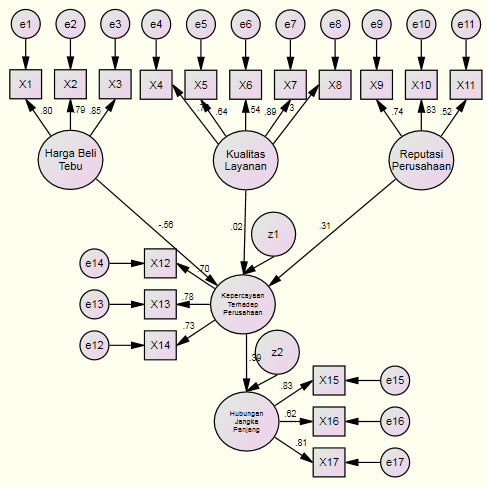 e1 e2 e3 e4 e5 e6 e7 e8 e9 e10 e11
X1 X2 X3 X4 X5 X6 X7 X8 X9 X10 X11
.80 .79 .85 .64 .54 .89 .74 .83 .52
Harga Beli
Tebu
Kualitas
Layanan
Reputasi
Perusahaan
-.56 .02 .31
z1
e14 X12 .70
e13 X13 .78
e12 X14 .73
Kepercayaan
Terhadap
Perusahaan
.39 z2
Hubungan
Jangka
Panjang
.83 X15 e15
.62 X16 e16
.81 X17 e17